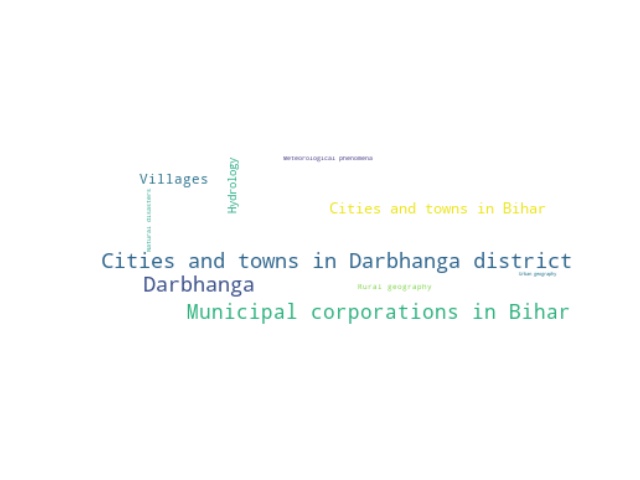 Meteorological phenomena
Villages
Hydrology
natural disasters
Cities and towns in Bihar
Cities and towns in Darbhanga district
Urban geography
Darbhanga
Rural geography
Municipal corporations in Bihar